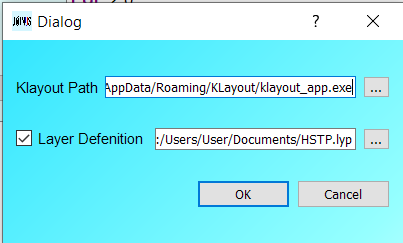 Dialog
?
Klayout Path AppData/Roaming/KLayout/klayout_app.exe ...
Layer Defenition :/Users/User/Documents/HSTP.lyp ...
OK Cancel